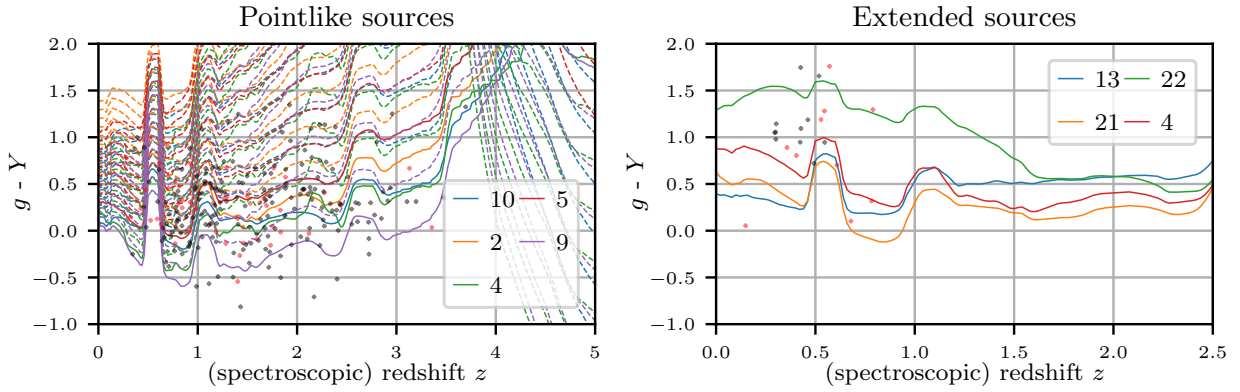 Pointlike sources
2.0
1.5
1.0
0.5
0.0
−0.5
−1.0
g - Y
0 1 2 3 4 5
(spectroscopic) redshift z
10 5
2 9
4
Extended sources
2.0
1.5
1.0
0.5
0.0
−0.5
−1.0
g - Y
0.0 0.5 1.0 1.5 2.0 2.5
(spectroscopic) redshift z
13 22
21 4